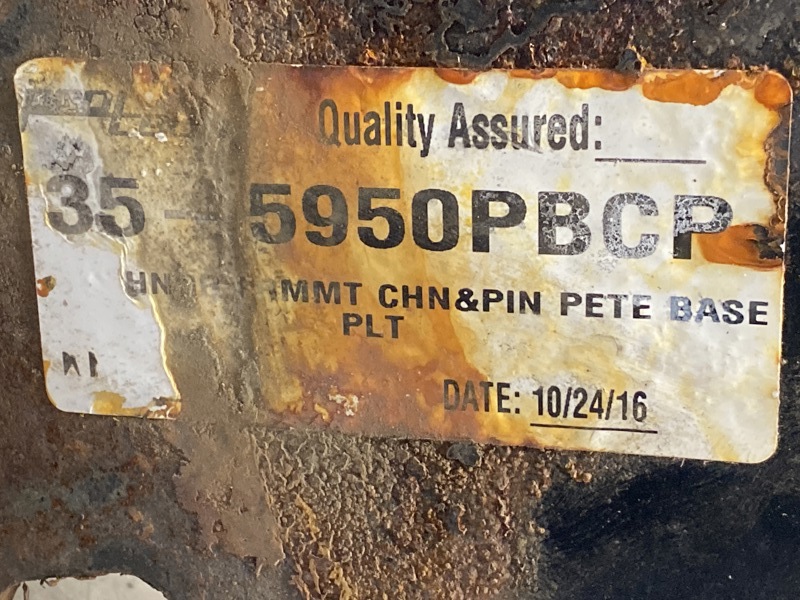 Quality Assured:
35-5950PBCP
MMT CHN&PIN PETE BASE
PLT
DATE: 10/24/16